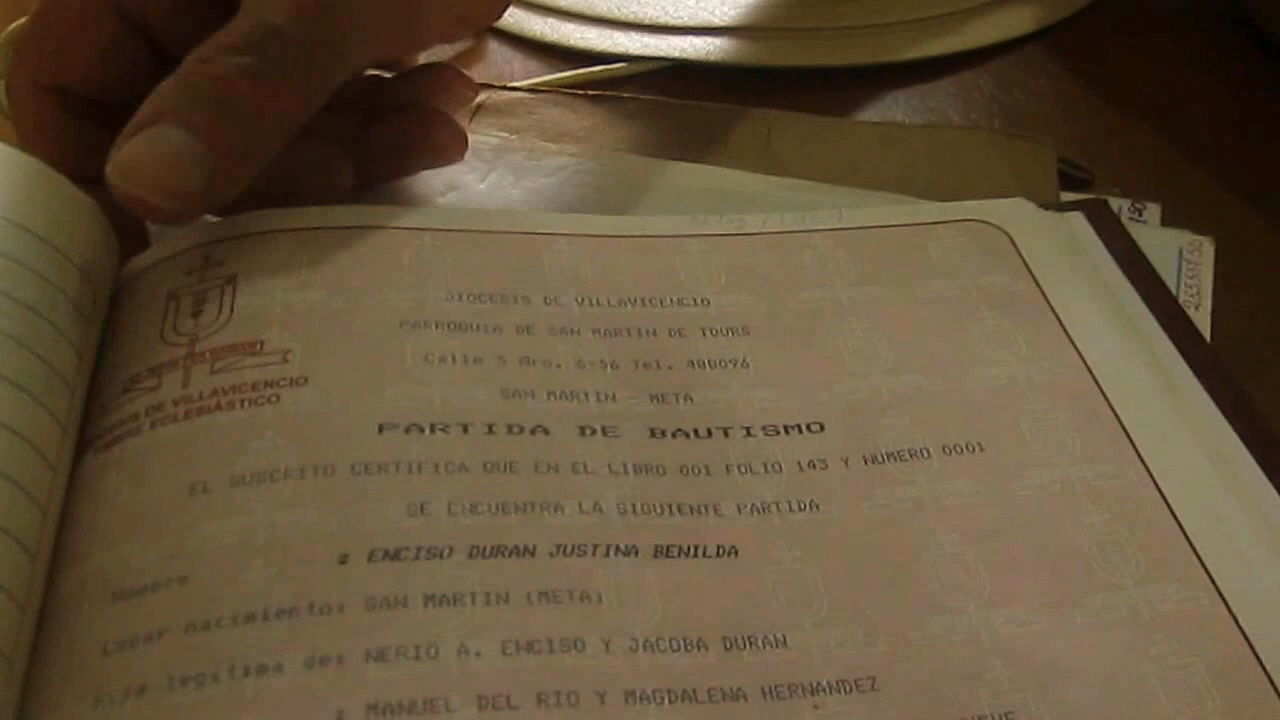 DIOCESIS DE VILLAVICENCIO
PARROQUIA DE SAN MARTIN DE TOURS
Calle 5 Nro. 6-56 Tel. 488096
SAN MARTIN - META
DE VILLAVICENCIO
ECLESIÁSTICO
PARTIDA DE BAUTISMO
EL SUSCRITO CERTIFICA QUE EN EL LIBRO 001 FOLIO 143 Y NUMERO 0001
SE ENCUENTRA LA SIGUIENTE PARTIDA
Nombre : ENCISO DURAN JUSTINA BENILDA
Lugar nacimiento: SAN MARTIN (META)
legitima de: NERIO A. ENCISO Y JACOBA DURAN
: MANUEL DEL RIO Y MAGDALENA HERNANDEZ